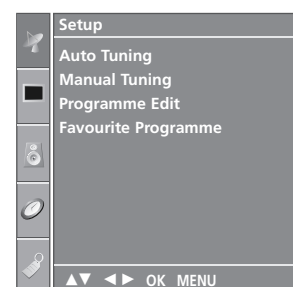 Setup
Auto Tuning
Manual Tuning
Programme Edit
Favourite Programme
▲▼ ◄► OK MENU